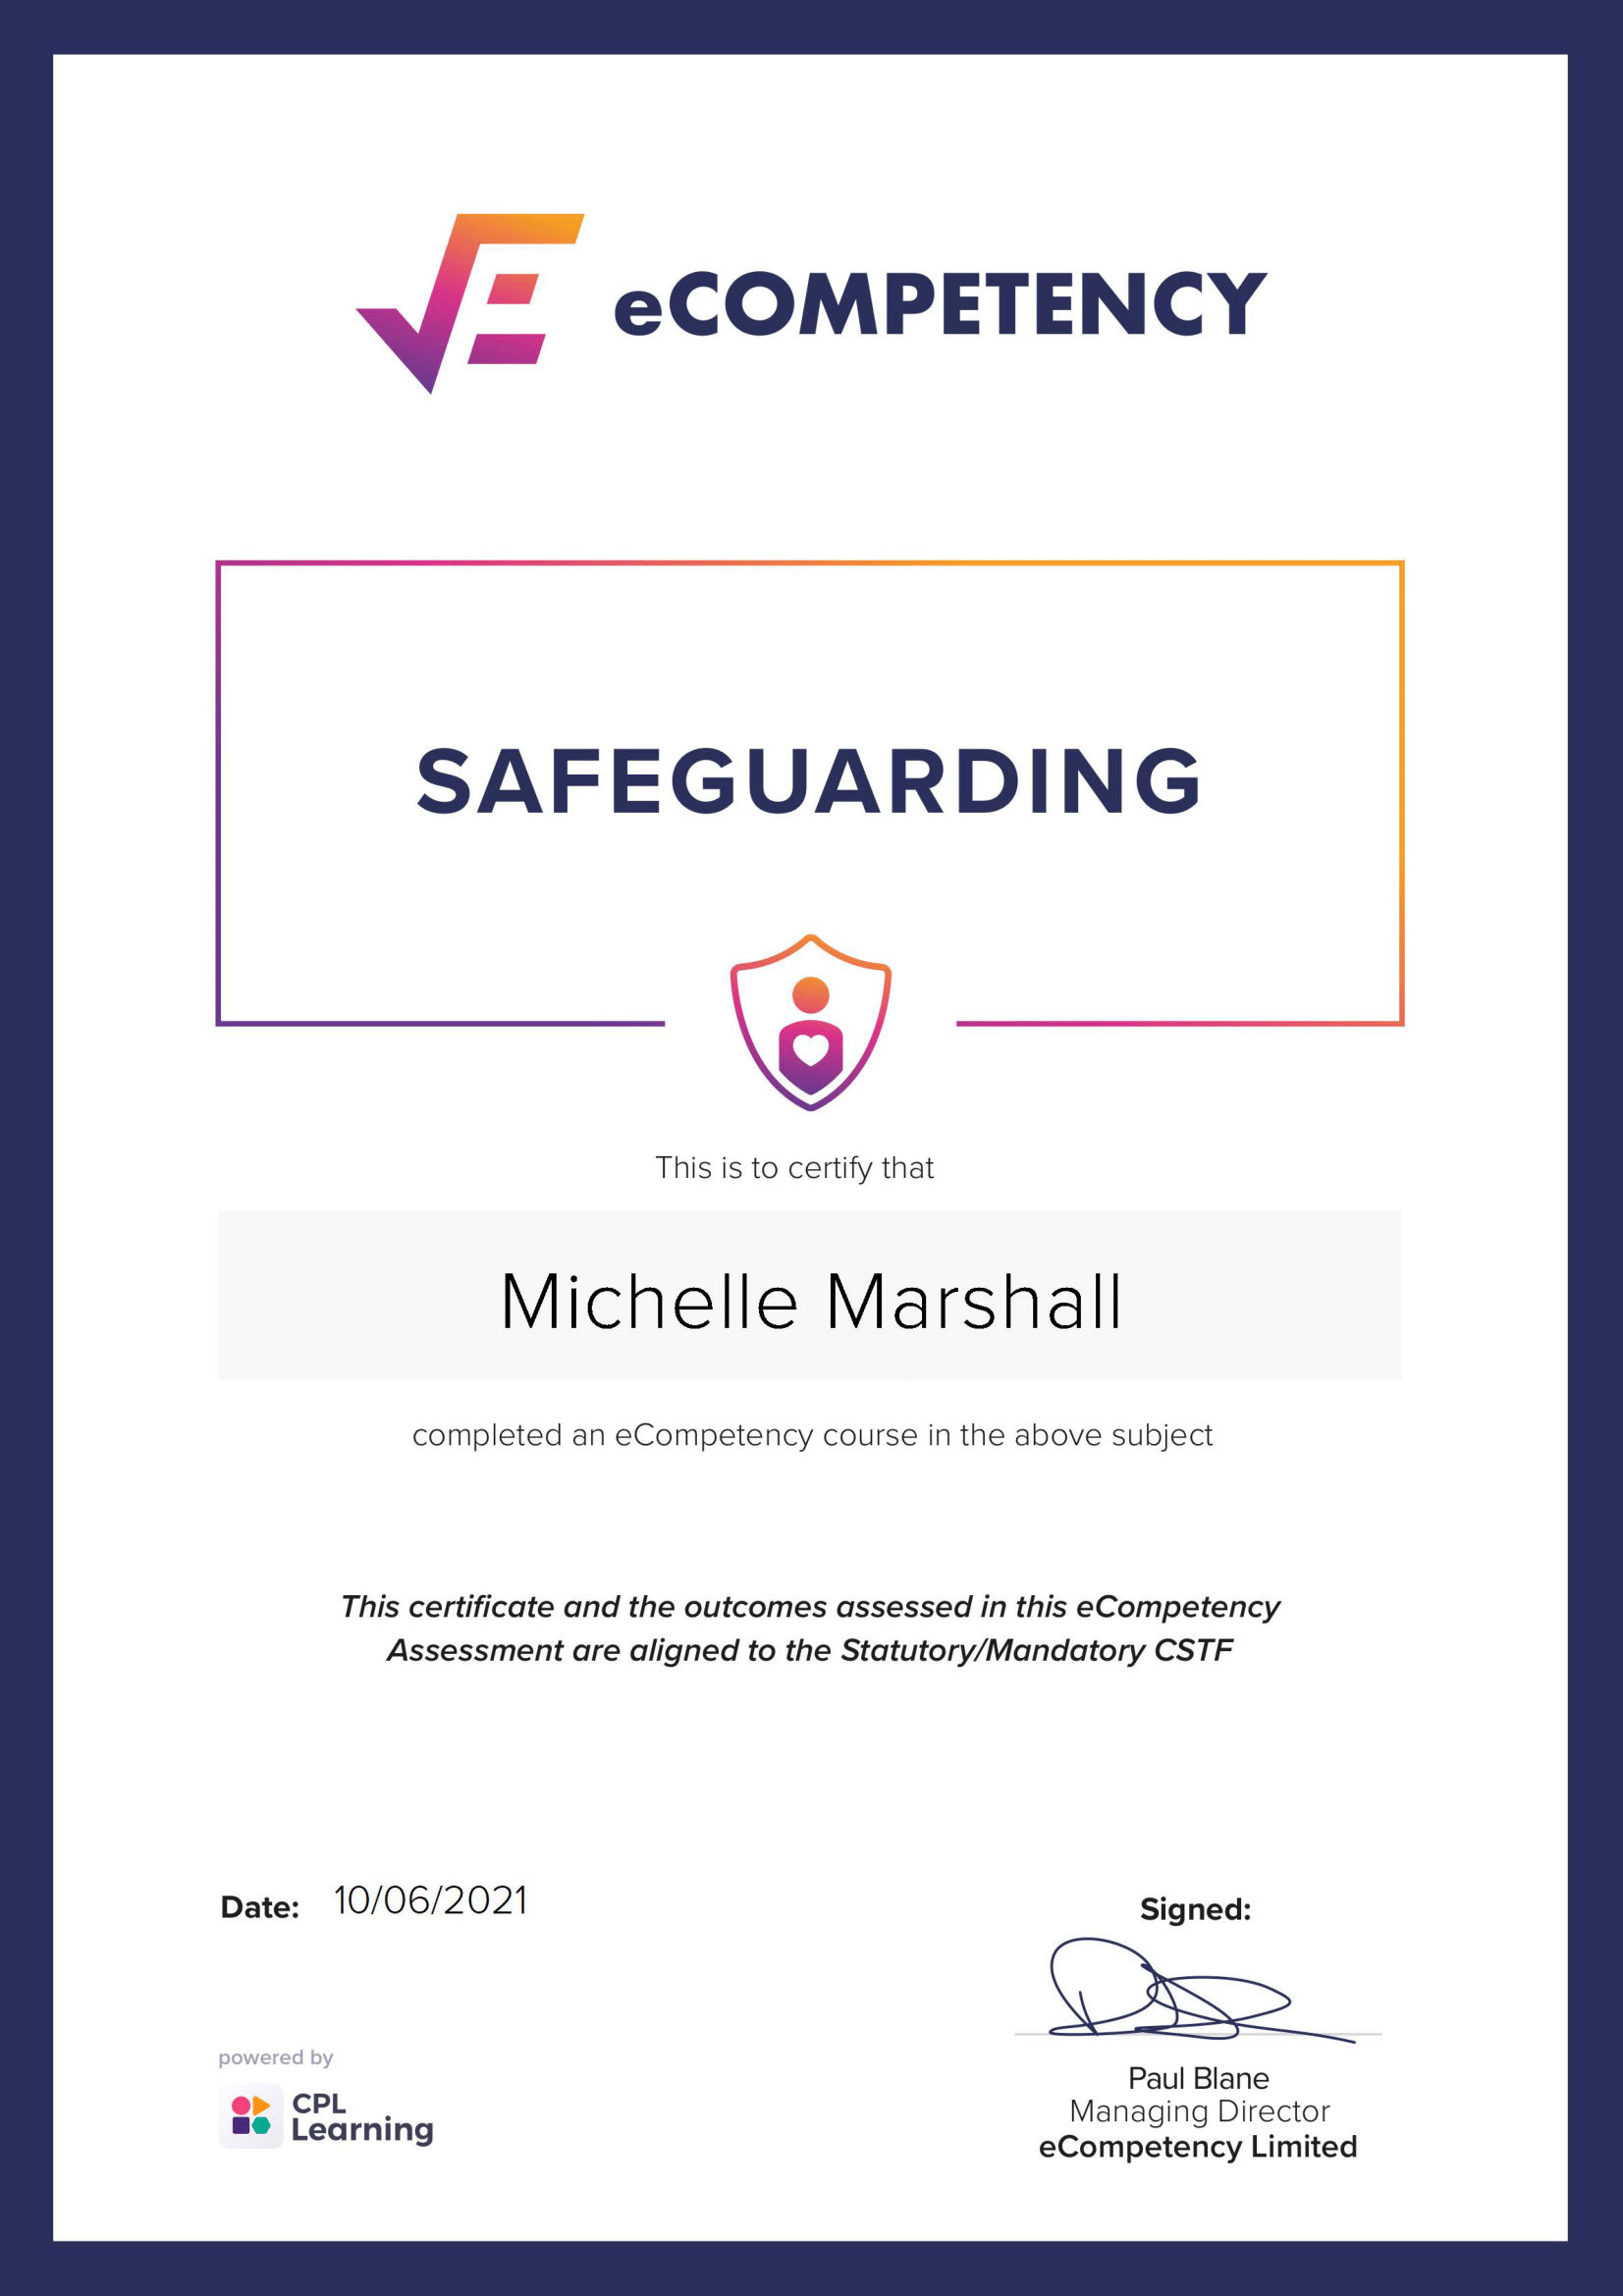 eCOMPETENCY
SAFEGUARDING
This is to certify that
Michelle Marshall
completed an eCompetency course in the above subject
This certificate and the outcomes assessed in this eCompetency
Assessment are aligned to the Statutory/Mandatory CSTF
Date: 10/06/2021
Signed:
powered by
CPL
Learning
Paul Blane
Managing Director
eCompetency Limited